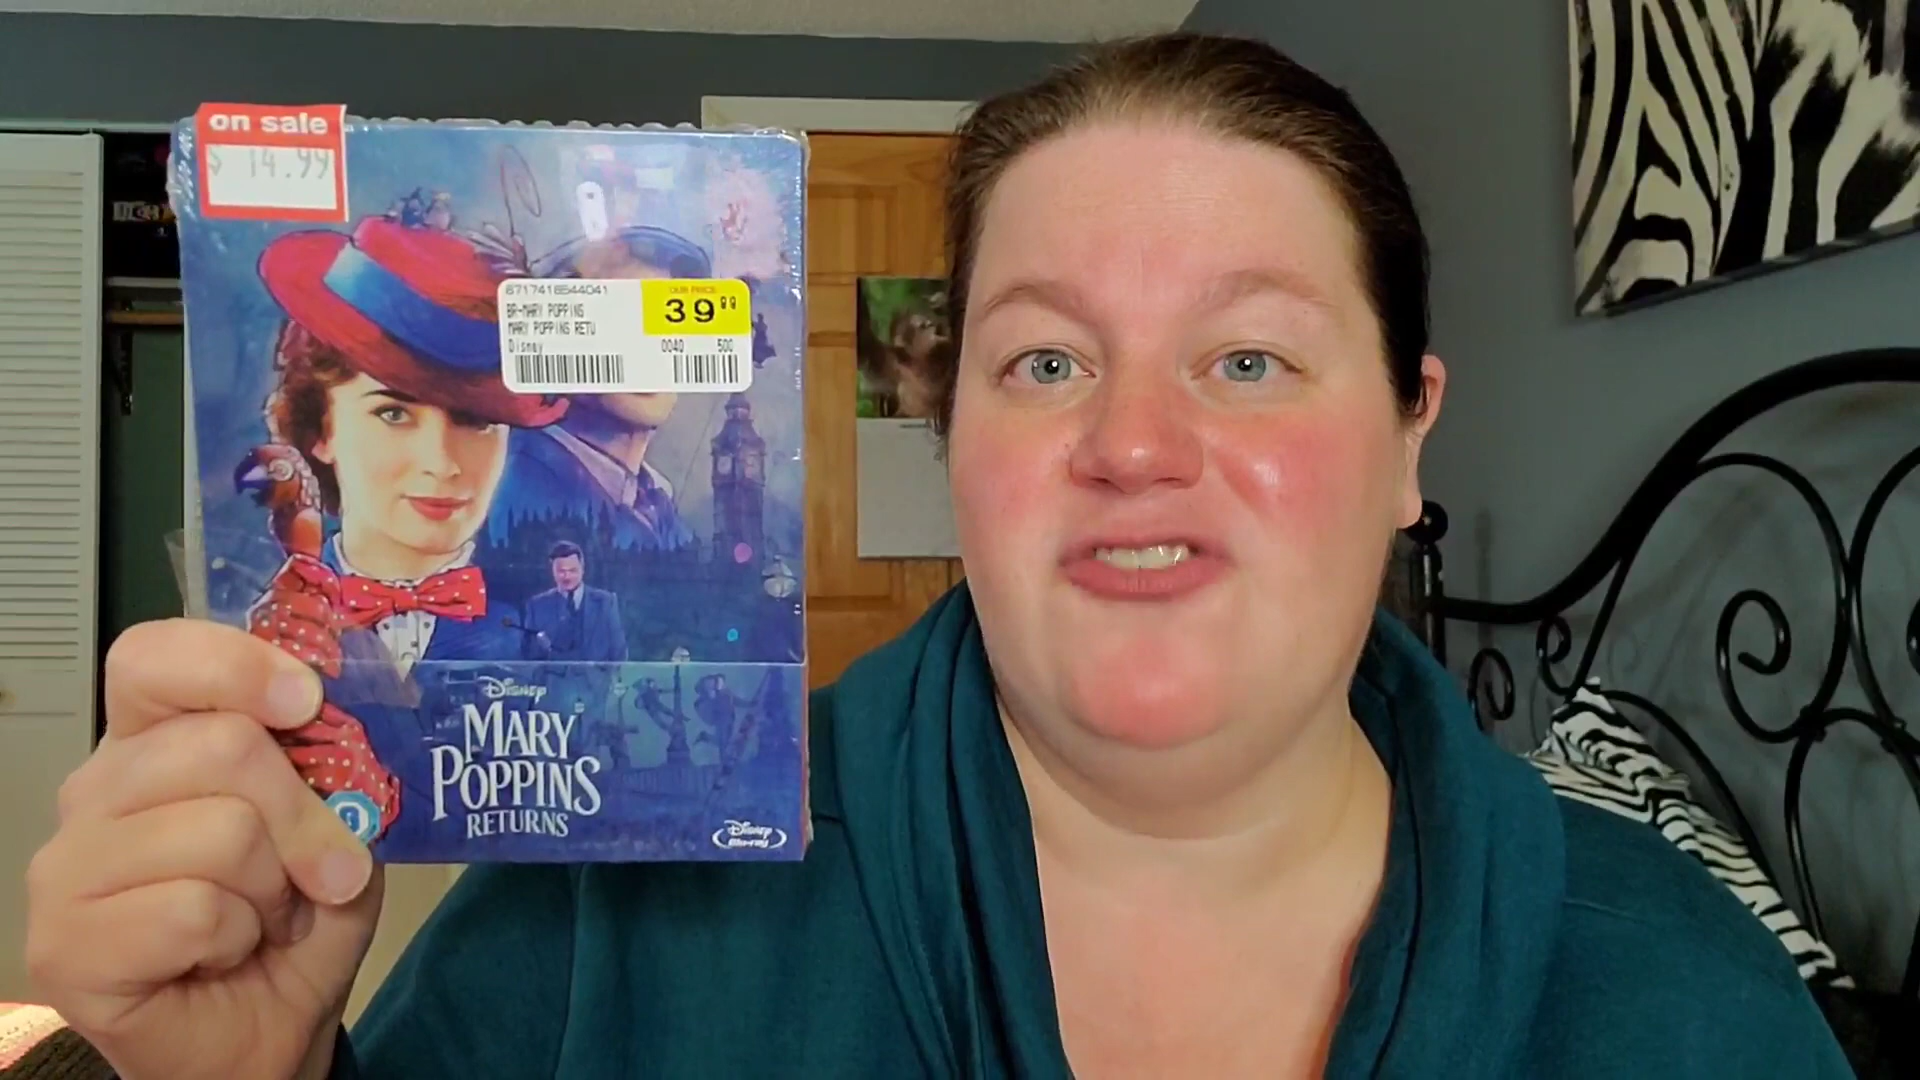 on sale
$ 14.99
8717418544041
OUR PRICE
39 99
BR-MARY POPPINS
MARY POPPINS RETU
Disney
0040 500
Disney
MARY
POPPINS
RETURNS
Disney
Blu-ray